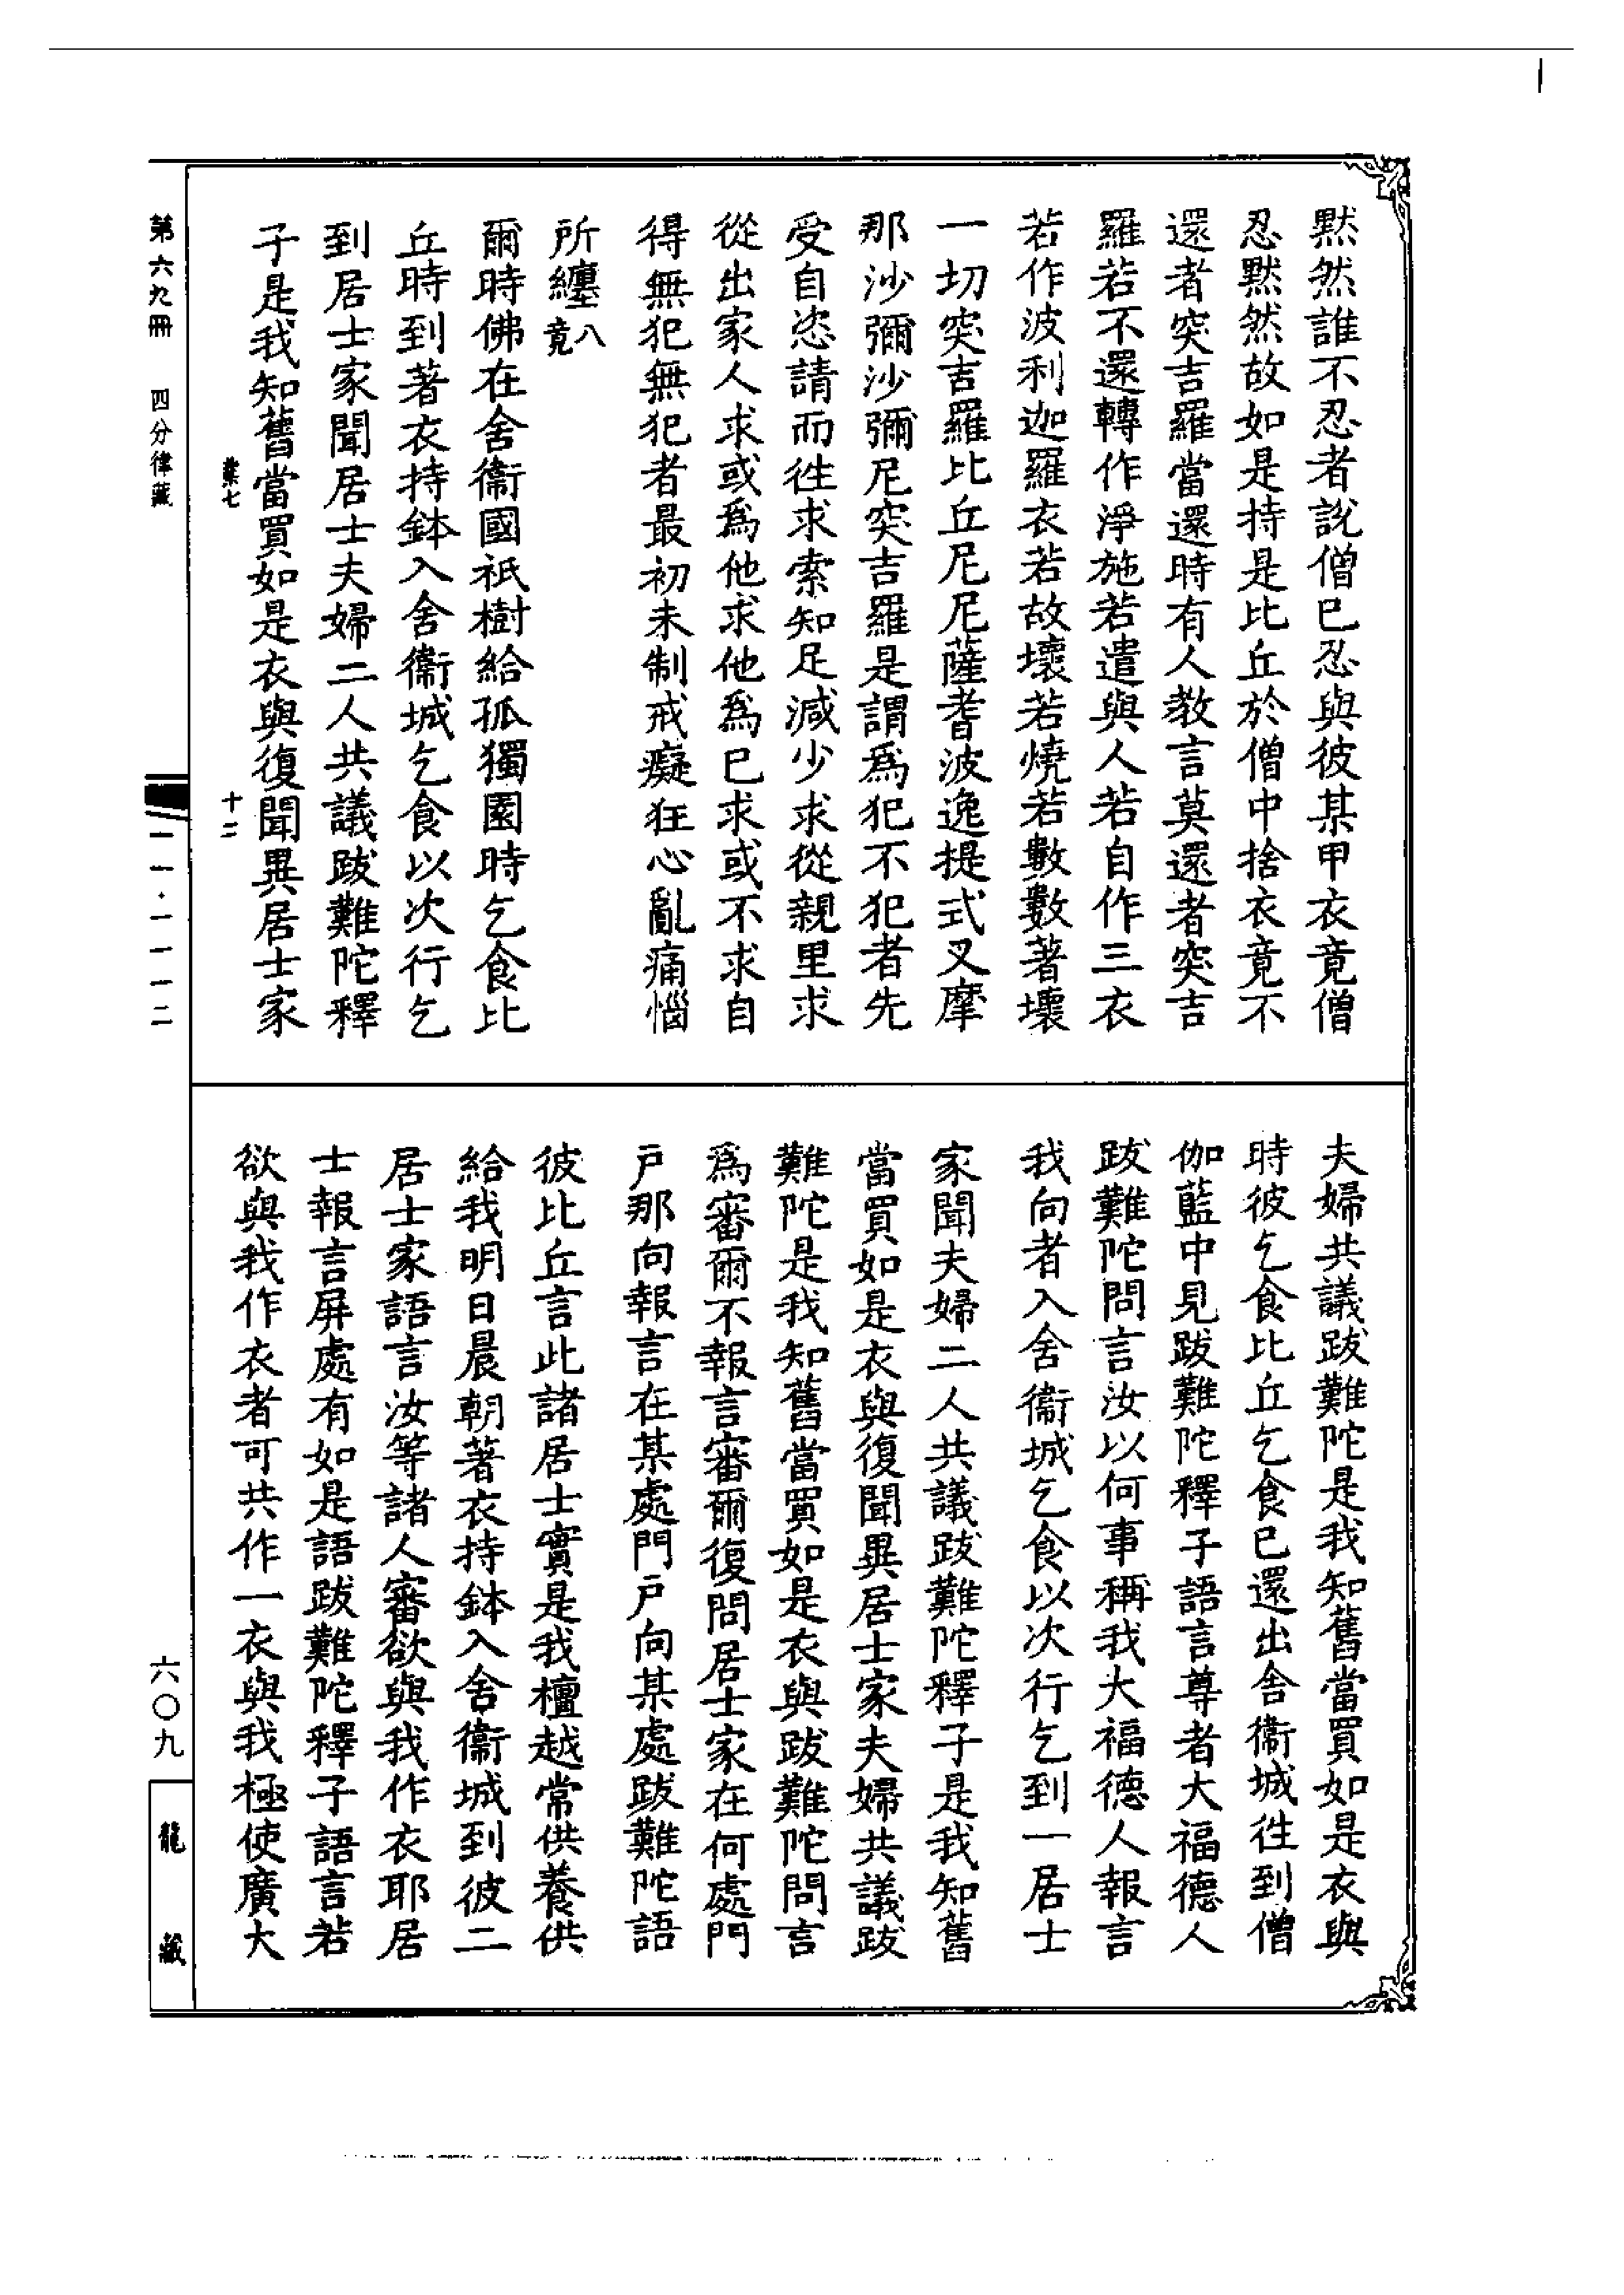 默然誰不忍者說僧已忍與彼某甲衣竟僧
忍默然故如是持是比丘於僧中捨衣竟不
還者突吉羅當還時有人教言莫還者突吉
羅若不還轉作淨施若遣與人若自作三衣
若作波利迦羅衣若故壞若燒若數數著壞
一切突吉羅比丘尼尼薩耆波逸提式叉摩
那沙彌沙彌尼突吉羅是謂爲犯不犯者先
受自恣請而徃求索知足減少求從親里求
從出家人求或爲他求他爲已求或不求自
得無犯無犯者最初未制戒癡狂心亂痛惱
所纏八竟
爾時佛在舍衞國祇樹給孤獨園時乞食比
丘時到著衣持鉢入舍衞城乞食以次行乞
到居士家聞居士夫婦二人共議跋難陀釋
子是我知舊當買如是衣與復聞異居士家
業七
十二
夫婦共議跋難陀是我知舊當買如是衣與
時彼乞食比丘乞食已還出舍衞城徃到僧
伽藍中見跋難陀釋子語言尊者大福德人
跋難陀問言汝以何事稱我大福德人報言
我向者入舍衞城乞食以次行乞到一居士
家聞夫婦二人共議跋難陀釋子是我知舊
當買如是衣與復聞異居士家夫婦共議跋
難陀是我知舊當買如是衣與跋難陀問言
爲審爾不報言審爾復問居士家在何處門
戸那向報言在某處門戸向某處跋難陀語
彼比丘言此諸居士實是我檀越常供養供
給我明日晨朝著衣持鉢入舍衞城到彼二
居士家語言汝等諸人審欲與我作衣耶居
士報言屏處有如是語跋難陀釋子語言若
欲與我作衣者可共作一衣與我極使廣大
第六九冊 四分律藏
一一·一一一二
六〇九
龍藏